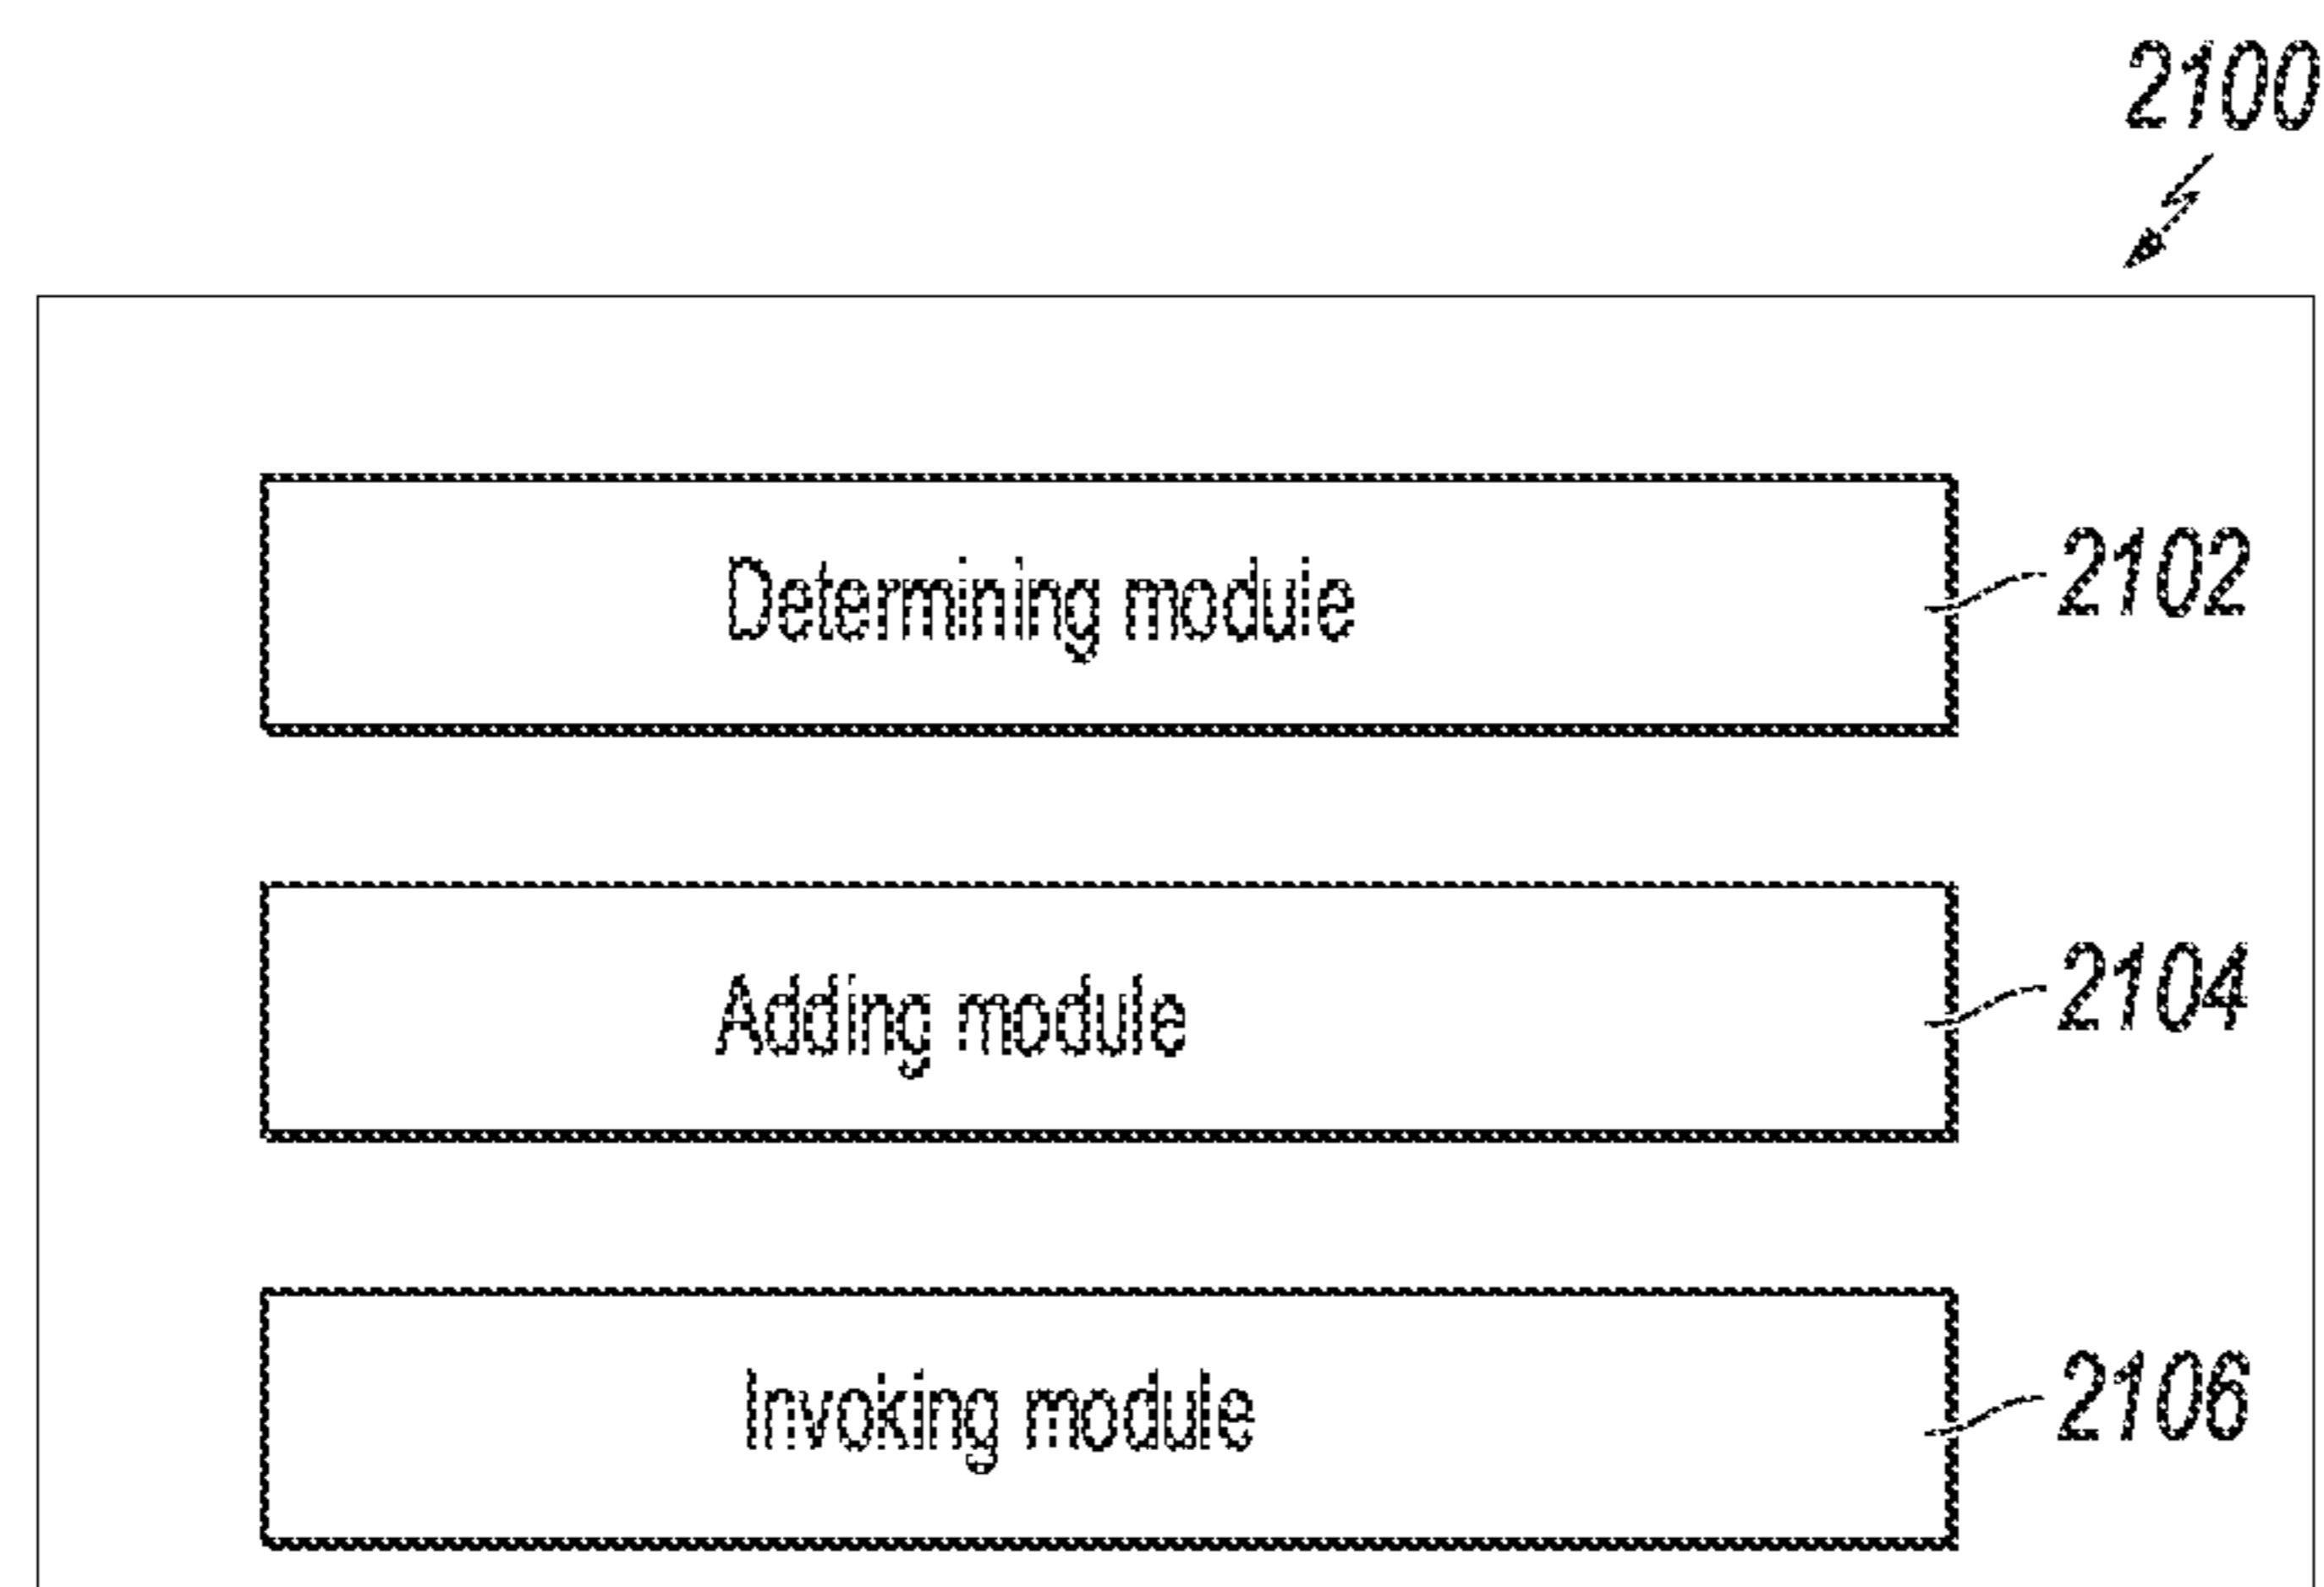 2100
Determining module
2102
Adding module
2104
Invoking module
2106